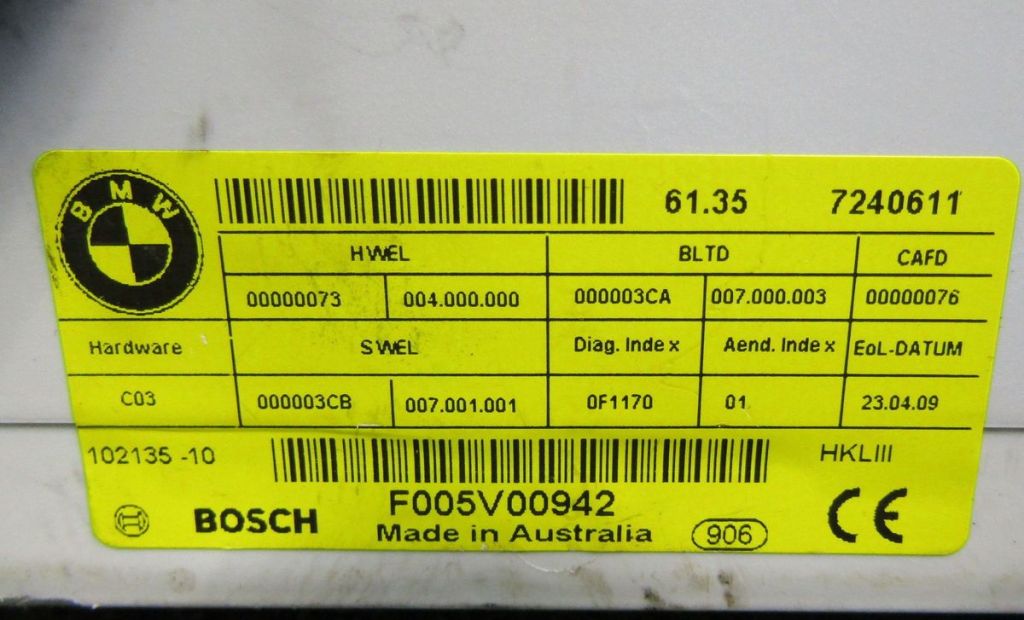 BMW
61.35 7240611
HWEL BLTD CAFD
00000073 004.000.000 000003CA 007.000.003 00000076
Hardware SWEL Diag. Index Aend. Index EoL-DATUM
C03 000003CB 007.001.001 0F1170 01 23.04.09
102135 -10 HKLIII
F005V00942
BOSCH Made in Australia 906 CE